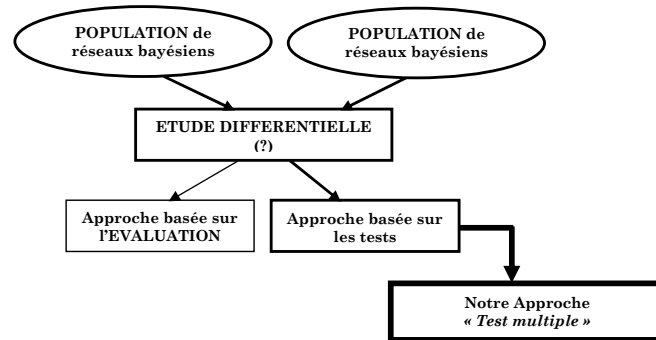 POPULATION de
réseaux bayésiens
POPULATION de
réseaux bayésiens
ETUDE DIFFERENTIELLE
(?)
Approche basée sur
l'EVALUATION
Approche basée sur
les tests
Notre Approche
« Test multiple »